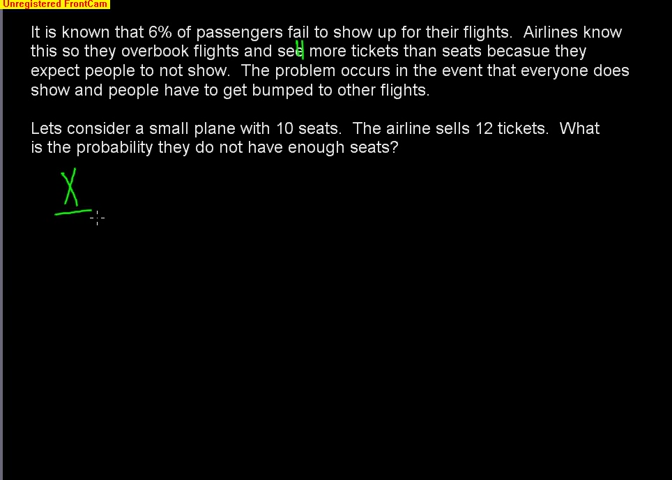 Unregistered FrontCam
It is known that 6% of passengers fail to show up for their flights. Airlines know
this so they overbook flights and sell more tickets than seats becasue they
expect people to not show. The problem occurs in the event that everyone does
show and people have to get bumped to other flights.
Lets consider a small plane with 10 seats. The airline sells 12 tickets. What
is the probability they do not have enough seats?
X